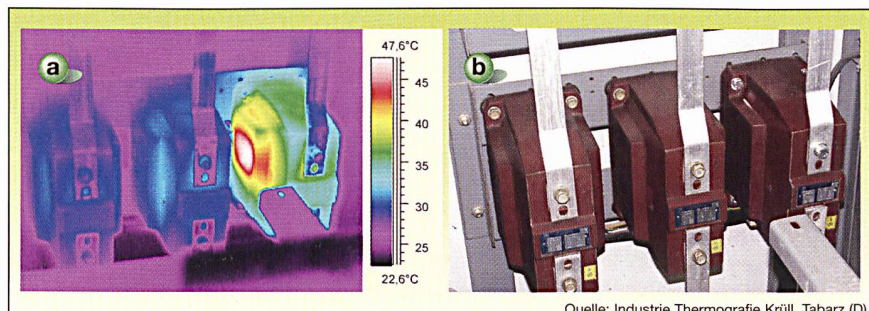 a
47,6°C
45
40
35
30
25
22,6°C
b
Quelle: Industrie Thermografie Krüll, Tabarz (D)